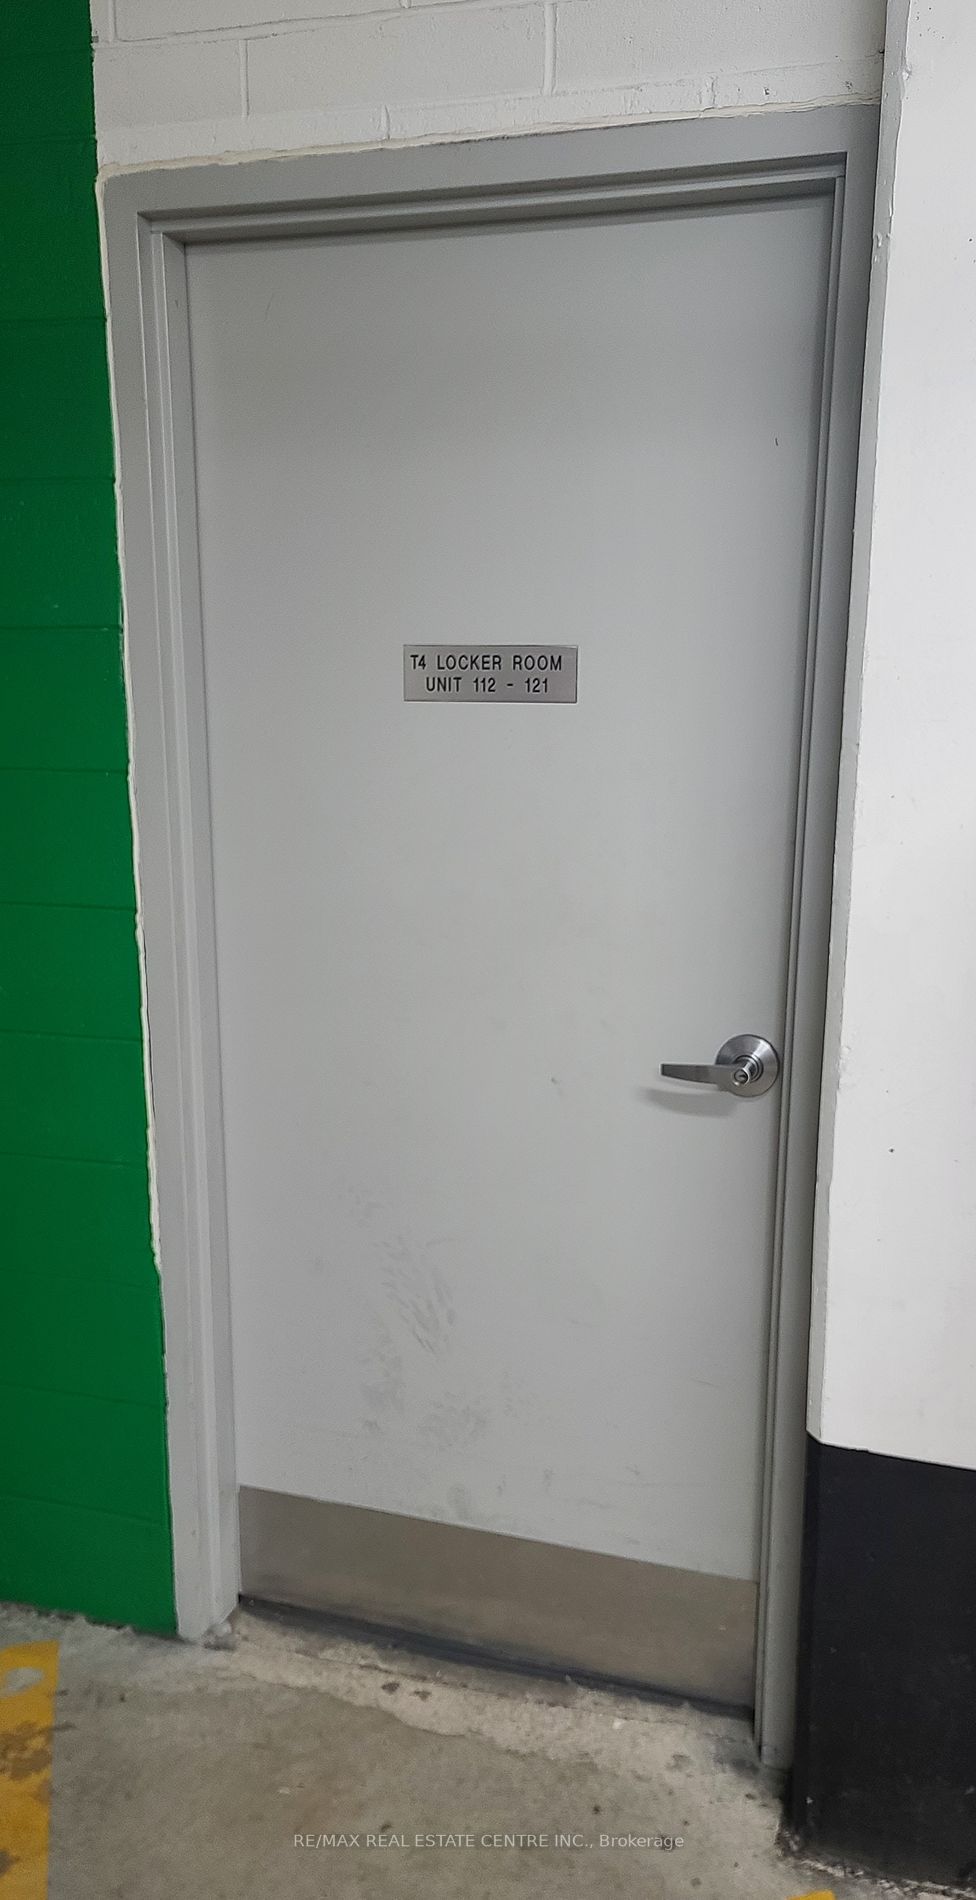 T4 LOCKER ROOM
UNIT 112 - 121
RE/MAX REAL ESTATE CENTRE INC., Brokerage